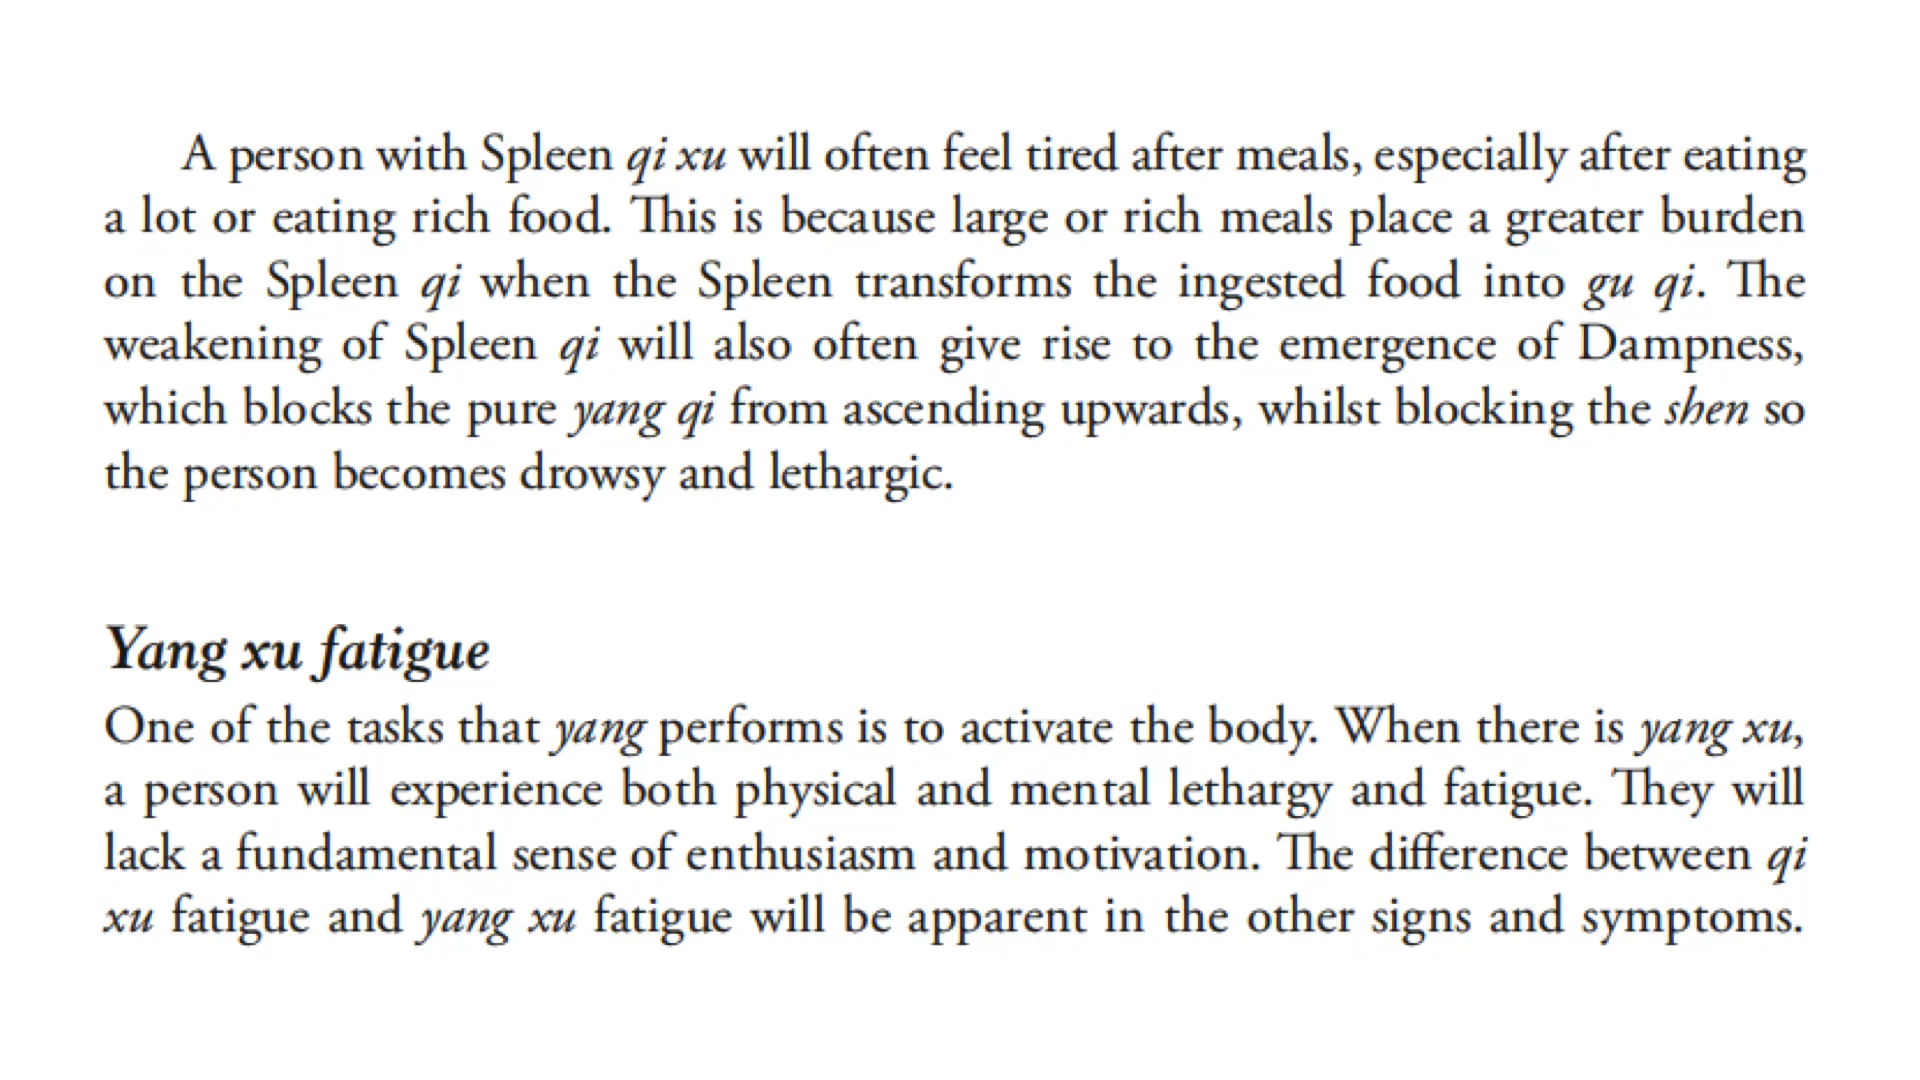 A person with Spleen qi xu will often feel tired after meals, especially after eating
a lot or eating rich food. This is because large or rich meals place a greater burden
on the Spleen qi when the Spleen transforms the ingested food into gu qi. The
weakening of Spleen qi will also often give rise to the emergence of Dampness,
which blocks the pure yang qi from ascending upwards, whilst blocking the shen so
the person becomes drowsy and lethargic.
Yang xu fatigue
One of the tasks that yang performs is to activate the body. When there is yang xu,
a person will experience both physical and mental lethargy and fatigue. They will
lack a fundamental sense of enthusiasm and motivation. The difference between qi
xu fatigue and yang xu fatigue will be apparent in the other signs and symptoms.